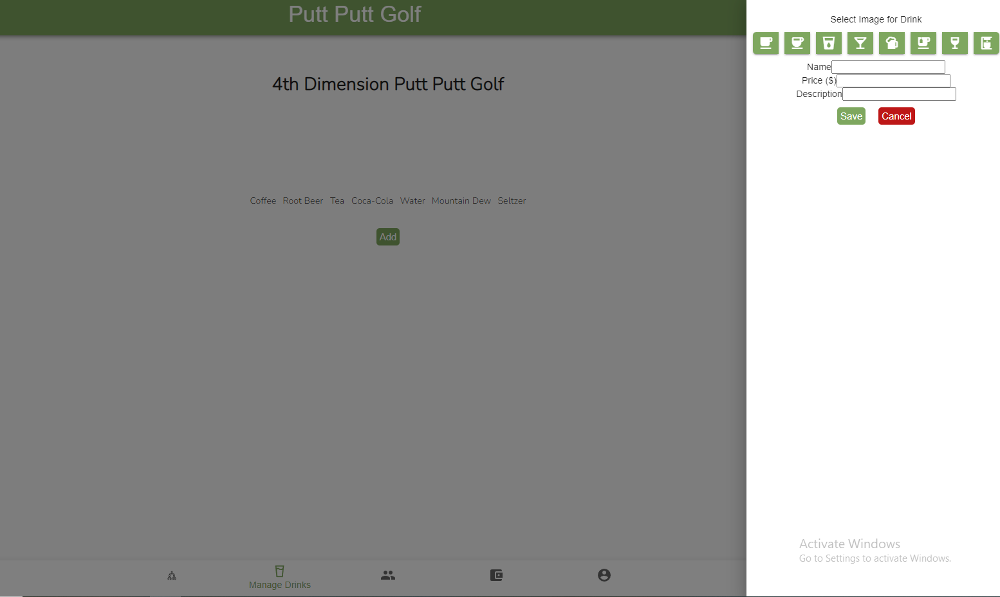 Putt Putt Golf
4th Dimension Putt Putt Golf
Coffee Root Beer Tea Coca-Cola Water Mountain Dew Seltzer
Add
Manage Drinks
Select Image for Drink
Name
Price ($)
Description
Save Cancel
Activate Windows
Go to Settings to activate Windows.